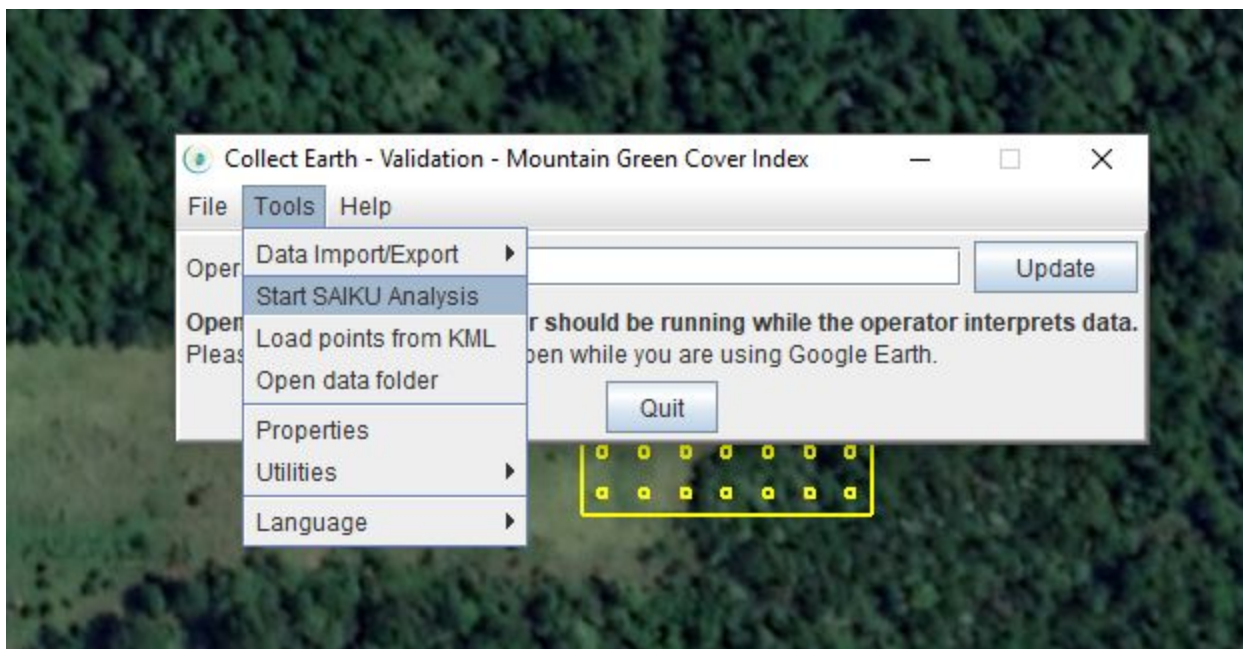 Collect Earth - Validation - Mountain Green Cover Index
File Tools Help
Oper
Update
Data Import/Export
Start SAIKU Analysis
Load points from KML
Open data folder
Properties
Utilities
Language
Open
r should be running while the operator interprets data.
Pleas
pen while you are using Google Earth.
Quit